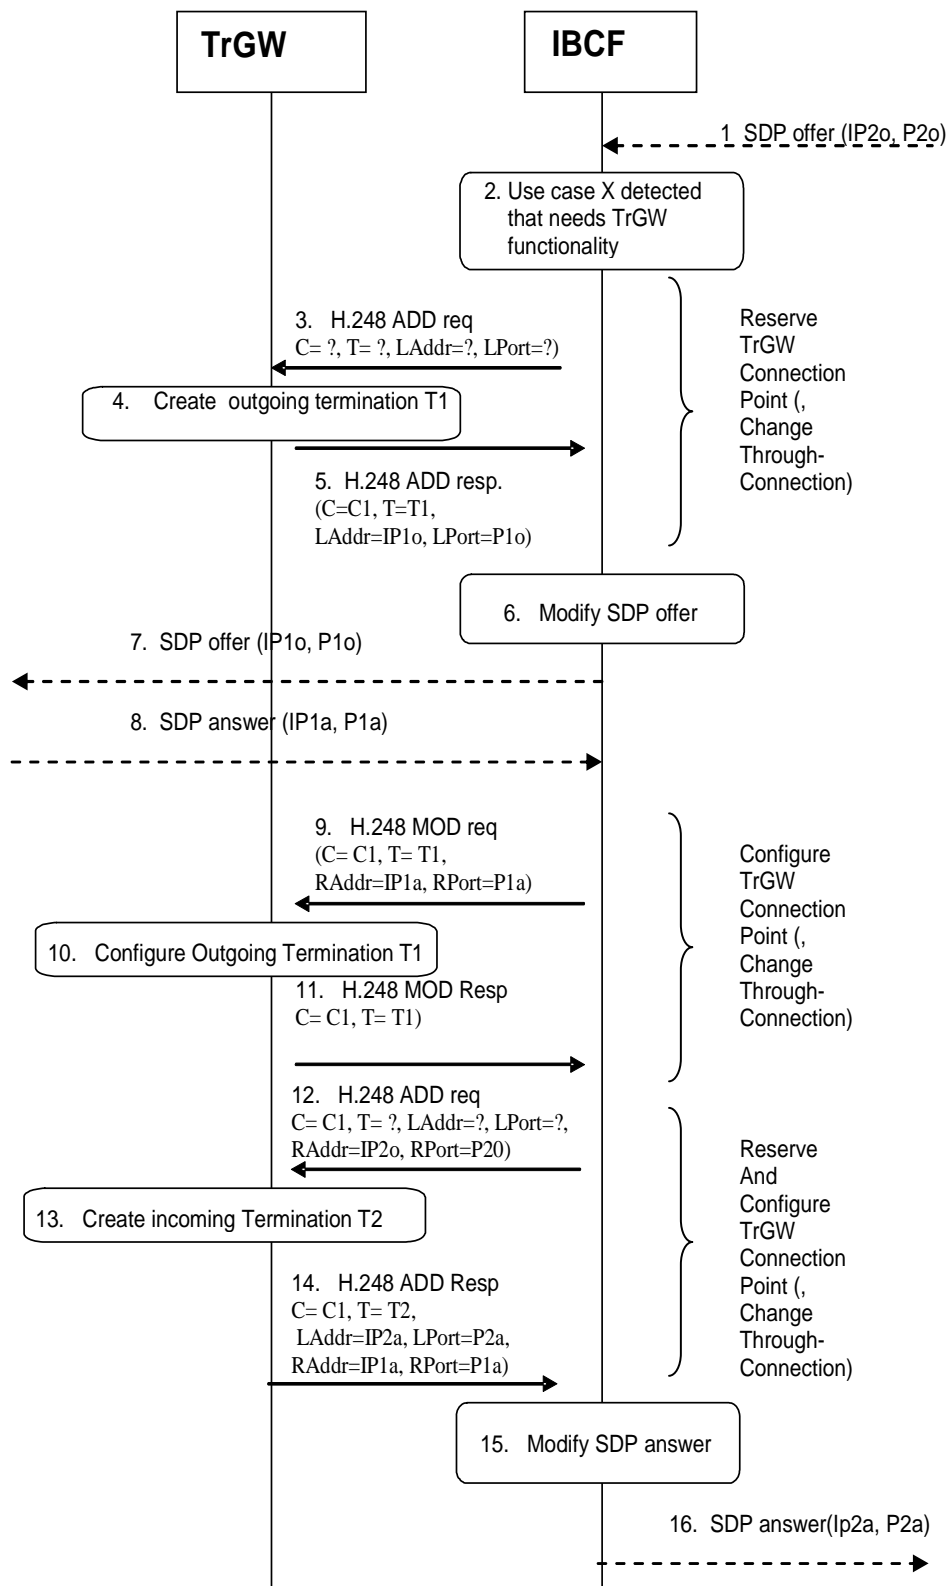 TrGW
IBCF
1 SDP offer (IP2o, P2o)
2. Use case X detected
that needs TrGW
functionality
3. H.248 ADD req
C= ?, T= ?, LAddr=?, LPort=?)
Reserve
TrGW
Connection
Point (,
Change
Through-
Connection)
4. Create outgoing termination T1
5. H.248 ADD resp.
(C=C1, T=T1,
LAddr=IP1o, LPort=P1o)
6. Modify SDP offer
7. SDP offer (IP1o, P1o)
8. SDP answer (IP1a, P1a)
9. H.248 MOD req
(C= C1, T= T1,
RAddr=IP1a, RPort=P1a)
Configure
TrGW
Connection
Point (,
Change
Through-
Connection)
10. Configure Outgoing Termination T1
11. H.248 MOD Resp
C= C1, T= T1)
12. H.248 ADD req
C= C1, T= ?, LAddr=?, LPort=?,
RAddr=IP2o, RPort=P20)
Reserve
And
Configure
TrGW
Connection
Point (,
Change
Through-
Connection)
13. Create incoming Termination T2
14. H.248 ADD Resp
C= C1, T= T2,
LAddr=IP2a, LPort=P2a,
RAddr=IP1a, RPort=P1a)
15. Modify SDP answer
16. SDP answer(Ip2a, P2a)